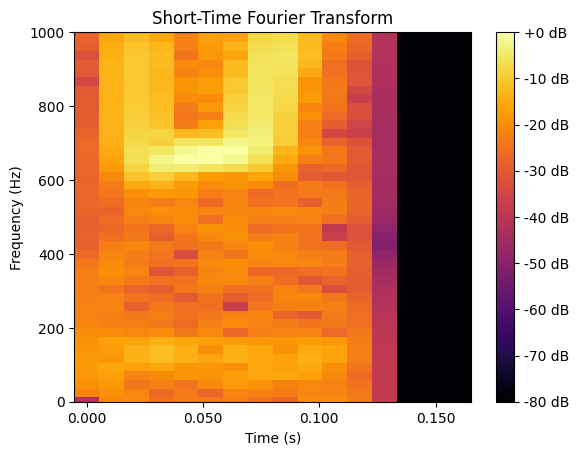 Short-Time Fourier Transform
1000
800
600
400
200
0
Frequency (Hz)
0.000
0.050
0.100
0.150
Time (s)
+0 dB
-10 dB
-20 dB
-30 dB
-40 dB
-50 dB
-60 dB
-70 dB
-80 dB